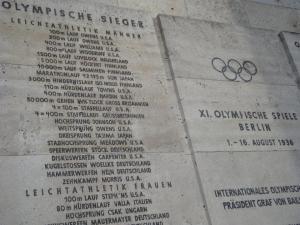 OLYMPISCHE SIEGER
LEICHTATHLETIK MÄNNER
100m LAUF OWENS U.S.A.
200m LAUF OWENS U.S.A.
400m LAUF WILLIAMS U.S.A.
800m LAUF WOODRUFF U.S.A.
1500m LAUF LOVELOCK NEUSEELAND
5000m LAUF HÖCKERT FINNLAND
10000m LAUF SALMINEN FINNLAND
MARATHONLAUF 42195m SON JAPAN
3000m HINDERNISLAUF ISO-HOLLO FINNLAND
110m HÜRDEN TOWNS U.S.A.
400m HÜRDENLAUF HARDIN U.S.A.
50000m GEHEN WHITLOCK GROSSBRITANNIEN
4×100m STAFFELLAUF U.S.A.
4×400m STAFFELLAUF GROSSBRITANNIEN
HOCHSPRUNG JOHNSON U.S.A.
WEITSPRUNG OWENS U.S.A.
DREISPRUNG TAJIMA JAPAN
STABHOCHSPRUNG MEADOWS U.S.A.
SPEERWERFEN STÖCK DEUTSCHLAND
DISKUSWERFEN CARPENTER U.S.A.
KUGELSTOSSEN WOELLKE DEUTSCHLAND
HAMMERWERFEN HEIN DEUTSCHLAND
ZEHNKAMPF MORRIS U.S.A.
LEICHTATHLETIK FRAUEN
100m LAUF STEPHENS U.S.A.
80m HÜRDENLAUF VALLA ITALIEN
HOCHSPRUNG CSAK UNGARN
MAUERMAYER DEUTSCHLAND
XI. OLYMPISCHE SPIELE
BERLIN
1.-16. AUGUST 1936
INTERNATIONALES OLYMPISCH
PRÄSIDENT GRAF VON BAIL